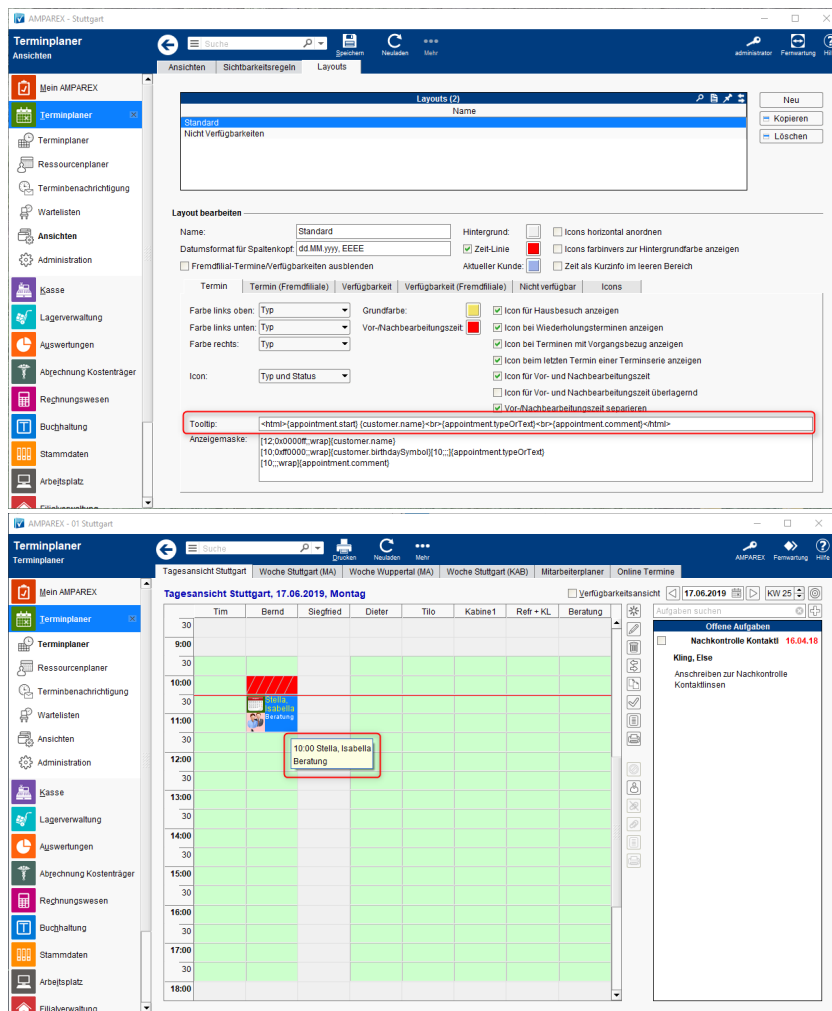 AMPAREX - Stuttgart
Terminplaner
Ansichten
Suche
Speichern
Neuladen
Mehr
administrator
Fernwartung
Hil
Ansichten
Sichtbarkeitsregeln
Layouts
Mein AMPAREX
Terminplaner
Terminplaner
Ressourcenplaner
Terminbenachrichtigung
Wartelisten
Ansichten
Administration
Kasse
Lagerverwaltung
Auswertungen
Abrechnung Kostenträger
Rechnungswesen
Buchhaltung
Stammdaten
Arbeitsplatz
Filialverwaltung
Layouts (2)
Name
Standard
Nicht Verfügbarkeiten
Neu
Kopieren
Löschen
Layout bearbeiten
Name: Standard Hintergrund: Icons horizontal anordnen
Datumsformat für Spaltenkopf: dd.MM.yyyy, EEEE Zeit-Linie Icons farbinvers zur Hintergrundfarbe anzeigen
Fremdfilial-Termine/Verfügbarkeiten ausblenden Aktueller Kunde: Zeit als Kurzinfo im leeren Bereich
Termin Termin (Fremdfiliale) Verfügbarkeit Verfügbarkeit (Fremdfiliale) Nicht verfügbar Icons
Farbe links oben: Typ Grundfarbe: Icon für Hausbesuch anzeigen
Farbe links unten: Typ Vor-/Nachbearbeitungszeit: Icon bei Wiederholungsterminen anzeigen
Farbe rechts: Typ Icon bei Terminen mit Vorgangsbezug anzeigen
Icon beim letzten Termin einer Terminserie anzeigen
Icon: Typ und Status Icon für Vor- und Nachbearbeitungszeit
Icon für Vor- und Nachbearbeitungszeit überlagernd
Vor-/Nachbearbeitungszeit separieren
Tooltip: <html>{appointment.start} {customer.name}<br>{appointment.typeOrText}<br>{appointment.comment}</html>
Anzeigemaske: [12;0x0000ff;;wrap]{customer.name}
[10;0xff0000;;wrap]{customer.birthdaySymbol}[10;;;]{appointment.typeOrText}
[10;;;wrap]{appointment.comment}
AMPAREX - 01 Stuttgart
Terminplaner
Terminplaner
Suche
Drucken
Neuladen
Mehr
AMPAREX
Fernwartung
Hilfe
Tagesansicht Stuttgart Woche Stuttgart (MA) Woche Wuppertal (MA) Woche Stuttgart (KAB) Mitarbeiterplaner Online Termine
Mein AMPAREX
Terminplaner
Terminplaner
Ressourcenplaner
Terminbenachrichtigung
Wartelisten
Ansichten
Administration
Kasse
Lagerverwaltung
Auswertungen
Abrechnung Kostenträger
Rechnungswesen
Buchhaltung
Stammdaten
Arbeitsplatz
Filialverwaltung
Tagesansicht Stuttgart, 17.06.2019, Montag
Verfügbarkeitsansicht
17.06.2019
KW 25
Tim Bernd Siegfried Dieter Tilo Kabine1 Refr + KL Beratung
30
9:00
30
10:00
30
11:00
30
12:00
30
13:00
30
14:00
30
15:00
30
16:00
30
17:00
30
18:00
Stella,
Isabella
Beratung
10:00 Stella, Isabella
Beratung
Aufgaben suchen
Offene Aufgaben
Nachkontrolle Kontaktl 16.04.18
Kling, Else
Anschreiben zur Nachkontrolle
Kontaktlinsen